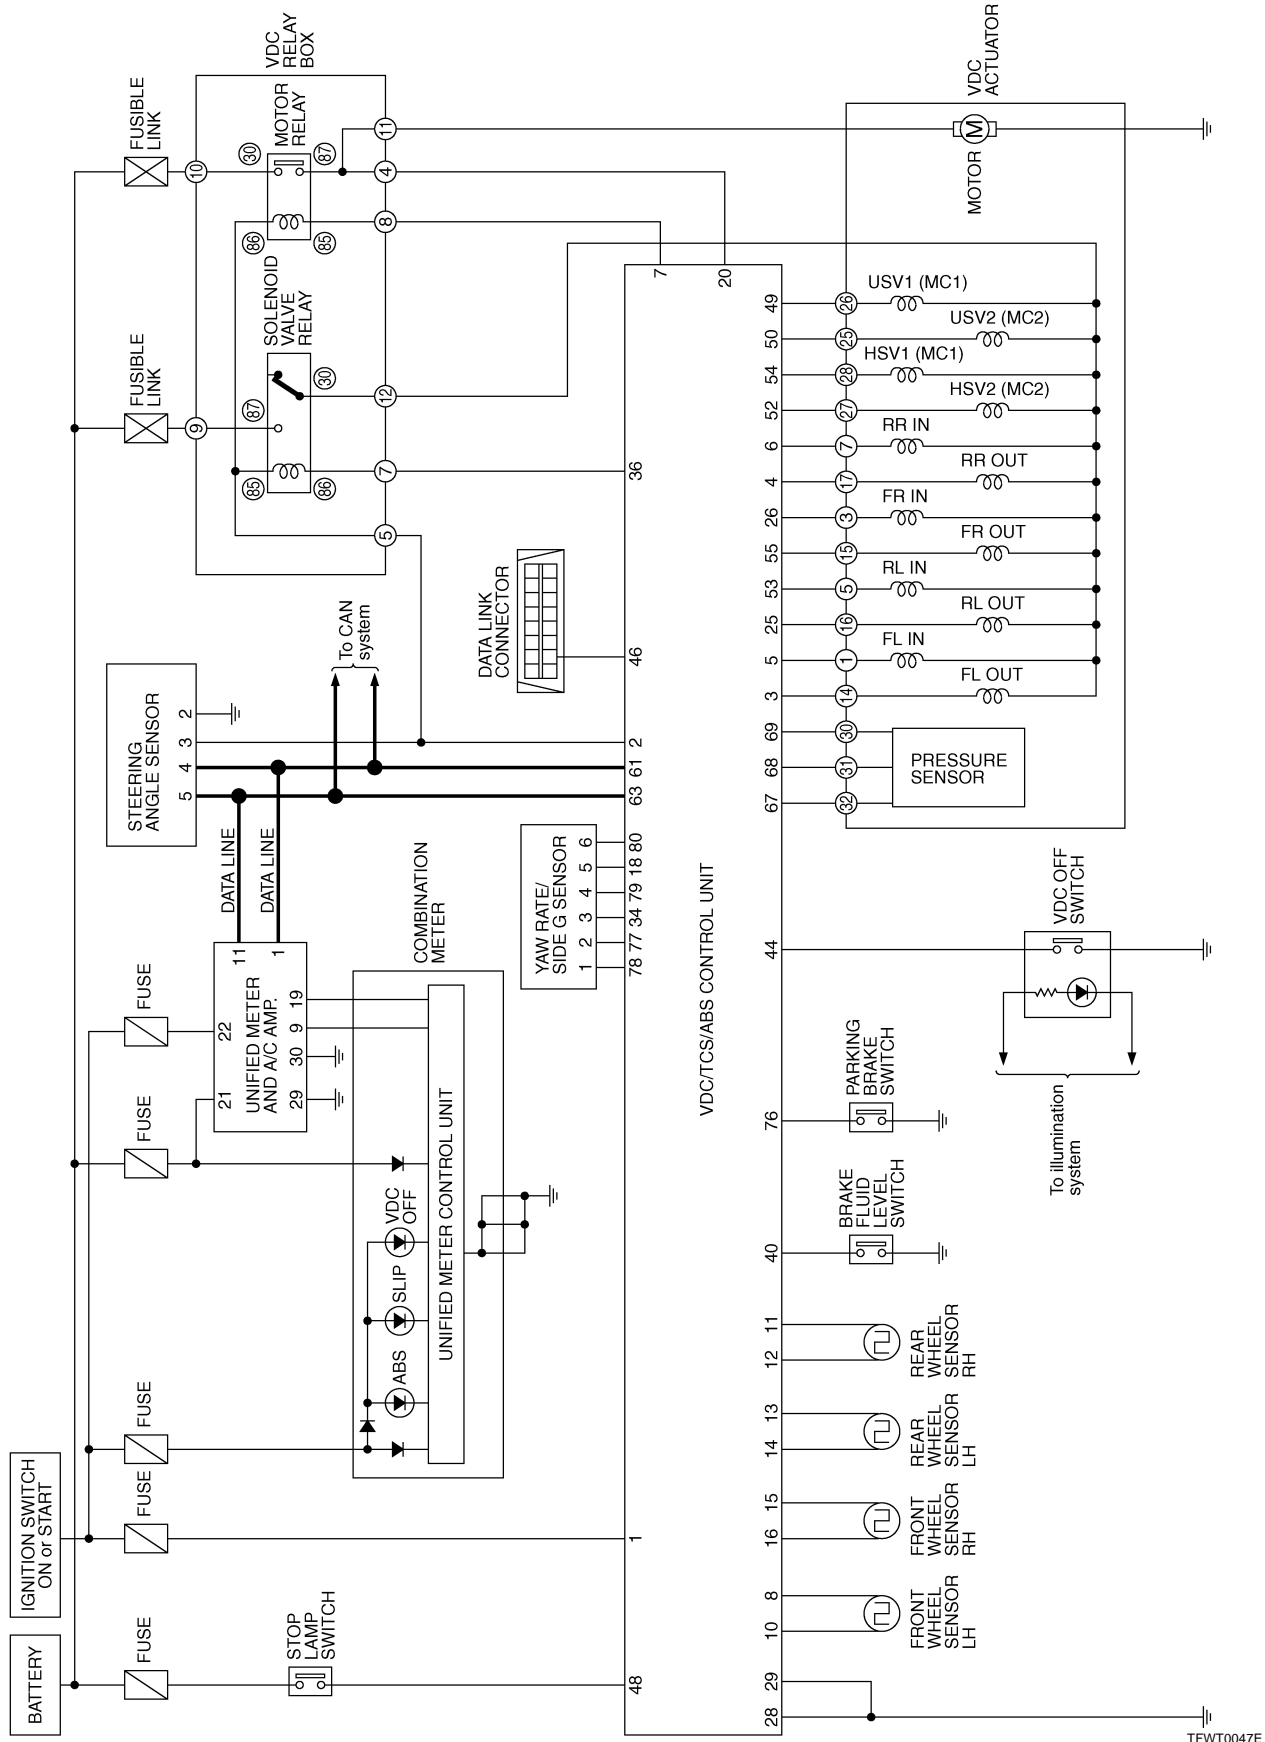 BATTERY
IGNITION SWITCH
ON or START
FUSE
FUSE
FUSE
FUSE
FUSE
FUSIBLE
LINK
FUSIBLE
LINK
STOP
LAMP
SWITCH
UNIFIED METER
AND A/C AMP.
21
22
11
1
29
30
9
19
DATA LINE
DATA LINE
STEERING
ANGLE SENSOR
5
4
3
2
To CAN
system
COMBINATION
METER
ABS
SLIP
VDC
OFF
UNIFIED METER CONTROL UNIT
VDC
RELAY
BOX
MOTOR
RELAY
10
30
87
86
85
11
4
8
SOLENOID
VALVE
RELAY
9
87
30
85
86
12
7
5
DATA LINK
CONNECTOR
YAW RATE/
SIDE G SENSOR
1
2
3
4
5
6
48
1
78
77
34
79
18
80
63
61
2
46
36
7
20
VDC/TCS/ABS CONTROL UNIT
28
29
10
8
16
15
14
13
12
11
40
76
44
67
68
69
3
5
25
53
55
26
4
6
52
54
50
49
FRONT
WHEEL
SENSOR
LH
FRONT
WHEEL
SENSOR
RH
REAR
WHEEL
SENSOR
LH
REAR
WHEEL
SENSOR
RH
BRAKE
FLUID
LEVEL
SWITCH
PARKING
BRAKE
SWITCH
VDC OFF
SWITCH
To illumination
system
VDC
ACTUATOR
MOTOR
M
26
USV1 (MC1)
25
USV2 (MC2)
28
HSV1 (MC1)
27
HSV2 (MC2)
7
RR IN
17
RR OUT
3
FR IN
15
FR OUT
5
RL IN
16
RL OUT
1
FL IN
14
FL OUT
30
31
32
PRESSURE
SENSOR
TFWT0047E